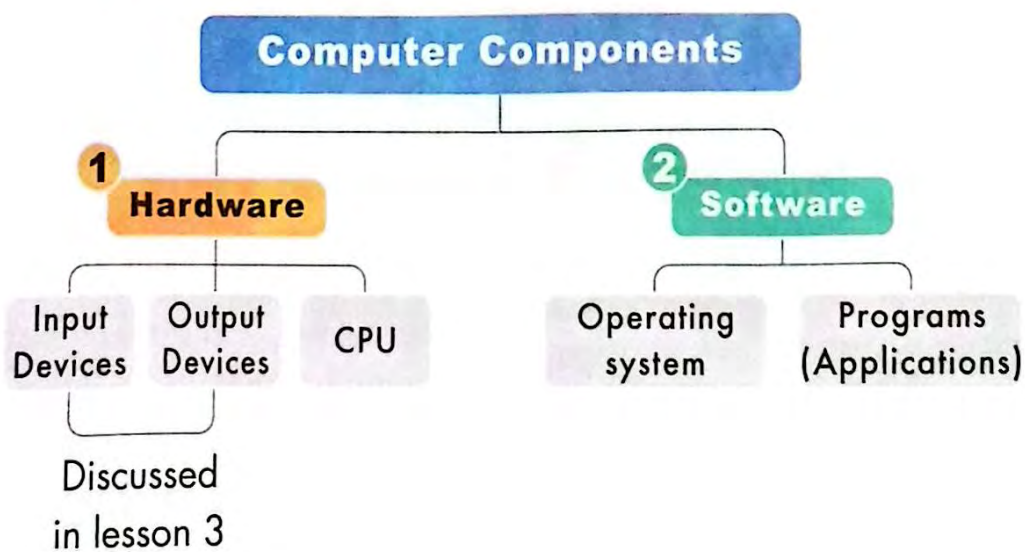 Computer Components
1
Hardware
2
Software
Input
Devices
Output
Devices
CPU
Operating
system
Programs
(Applications)
Discussed
in lesson 3